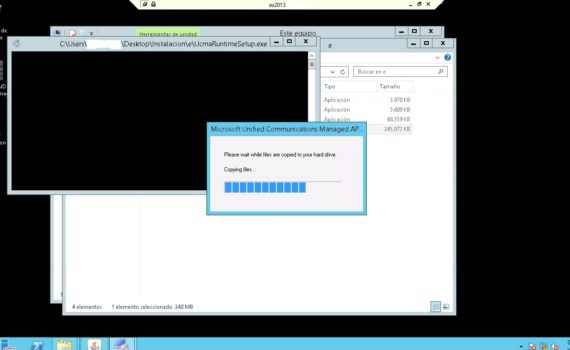 ex2013
Herramientas de unidad
Este equipo
C:\Users\
\Desktop\Instalacion\e\UcmaRuntimeSetup.exe
e
Buscar en e
Tipo
Tamaño
Aplicación
3.970 KB
Aplicación
3.609 KB
Aplicación
68.359 KB
245.873 KB
Microsoft Unified Communications Managed AP...
Please wait while files are copied to your hard drive.
Copying files...
4 elementos
1 elemento seleccionado 240 MB